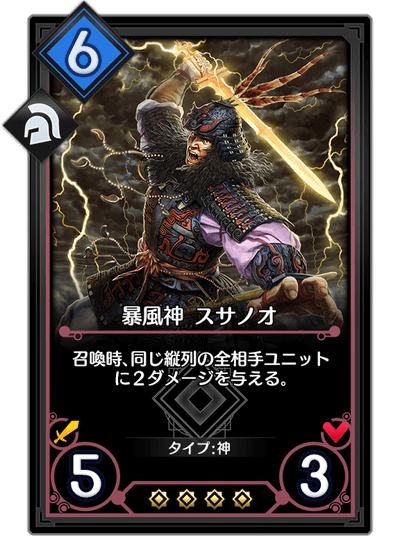 6
暴風神 スサノオ
召喚時、同じ縦列の全相手ユニット
に2ダメージを与える。
タイプ:神
5
3